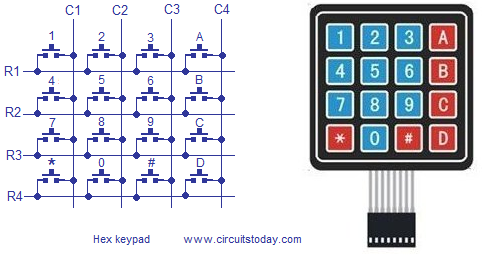 C1 C2 C3 C4
1 2 3 A
R1
4 5 6 B
R2
7 8 9 C
R3
* 0 # D
R4
Hex keypad www.circuitstoday.com
1 2 3 A
4 5 6 B
7 8 9 C
* 0 # D